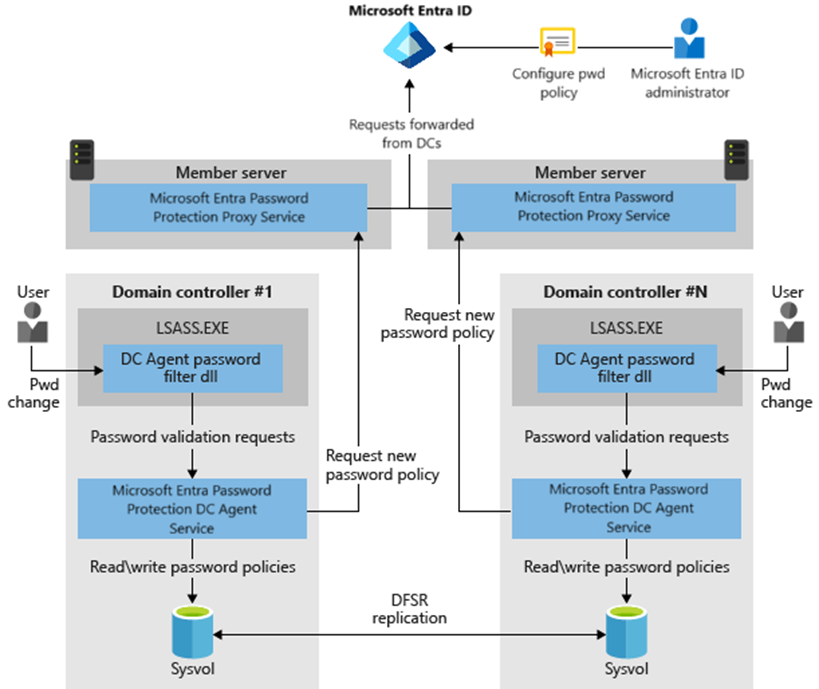 Microsoft Entra ID
Configure pwd
policy
Microsoft Entra ID
administrator
Requests forwarded
from DCs
Member server
Microsoft Entra Password
Protection Proxy Service
Member server
Microsoft Entra Password
Protection Proxy Service
User
Pwd
change
Domain controller #1
LSASS.EXE
DC Agent password
filter dll
Password validation requests
Microsoft Entra Password
Protection DC Agent
Service
Read\write password policies
Sysvol
Request new
password policy
Request new
password policy
DFSR
replication
Domain controller #N
LSASS.EXE
DC Agent password
filter dll
Password validation requests
Microsoft Entra Password
Protection DC Agent
Service
Read\write password policies
Sysvol
User
Pwd
change